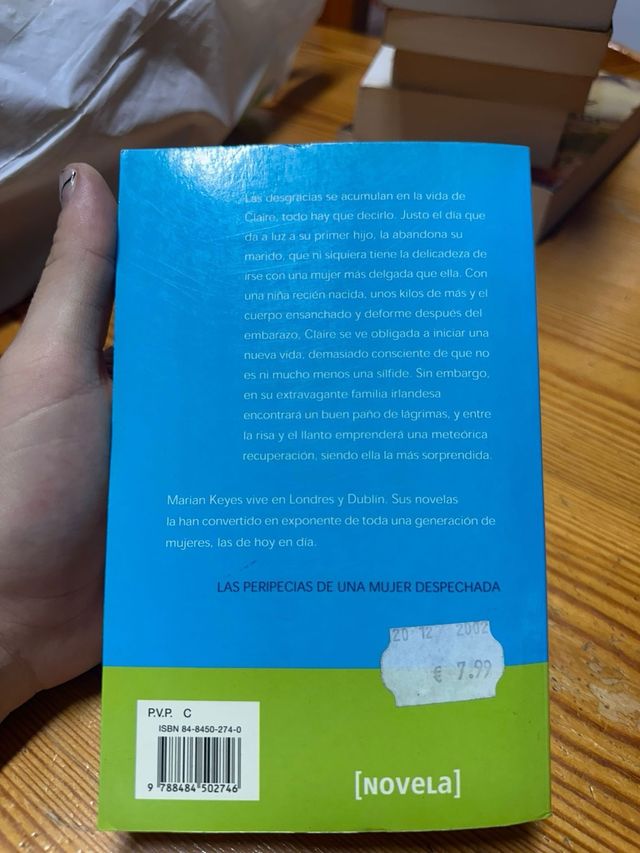 Las desgracias se acumulan en la vida de
Claire, todo hay que decirlo. Justo el día que
da a luz a su primer hijo, la abandona su
marido, que ni siquiera tiene la delicadeza de
irse con una mujer más delgada que ella. Con
una niña recién nacida, unos kilos de más y el
cuerpo ensanchado y deforme después del
embarazo, Claire se ve obligada a iniciar una
nueva vida, demasiado consciente de que no
es ni mucho menos una sílfide. Sin embargo,
en su extravagante familia irlandesa
encontrará un buen paño de lágrimas, y entre
la risa y el llanto emprenderá una meteórica
recuperación, siendo ella la más sorprendida.
Marian Keyes vive en Londres y Dublín. Sus novelas
la han convertido en exponente de toda una generación de
mujeres, las de hoy en día.
LAS PERIPECIAS DE UNA MUJER DESPECHADA
20 12 2002
€ 7.99
P.V.P. C
ISBN 84-8450-274-0
9 788484 502746
[NOVELa]